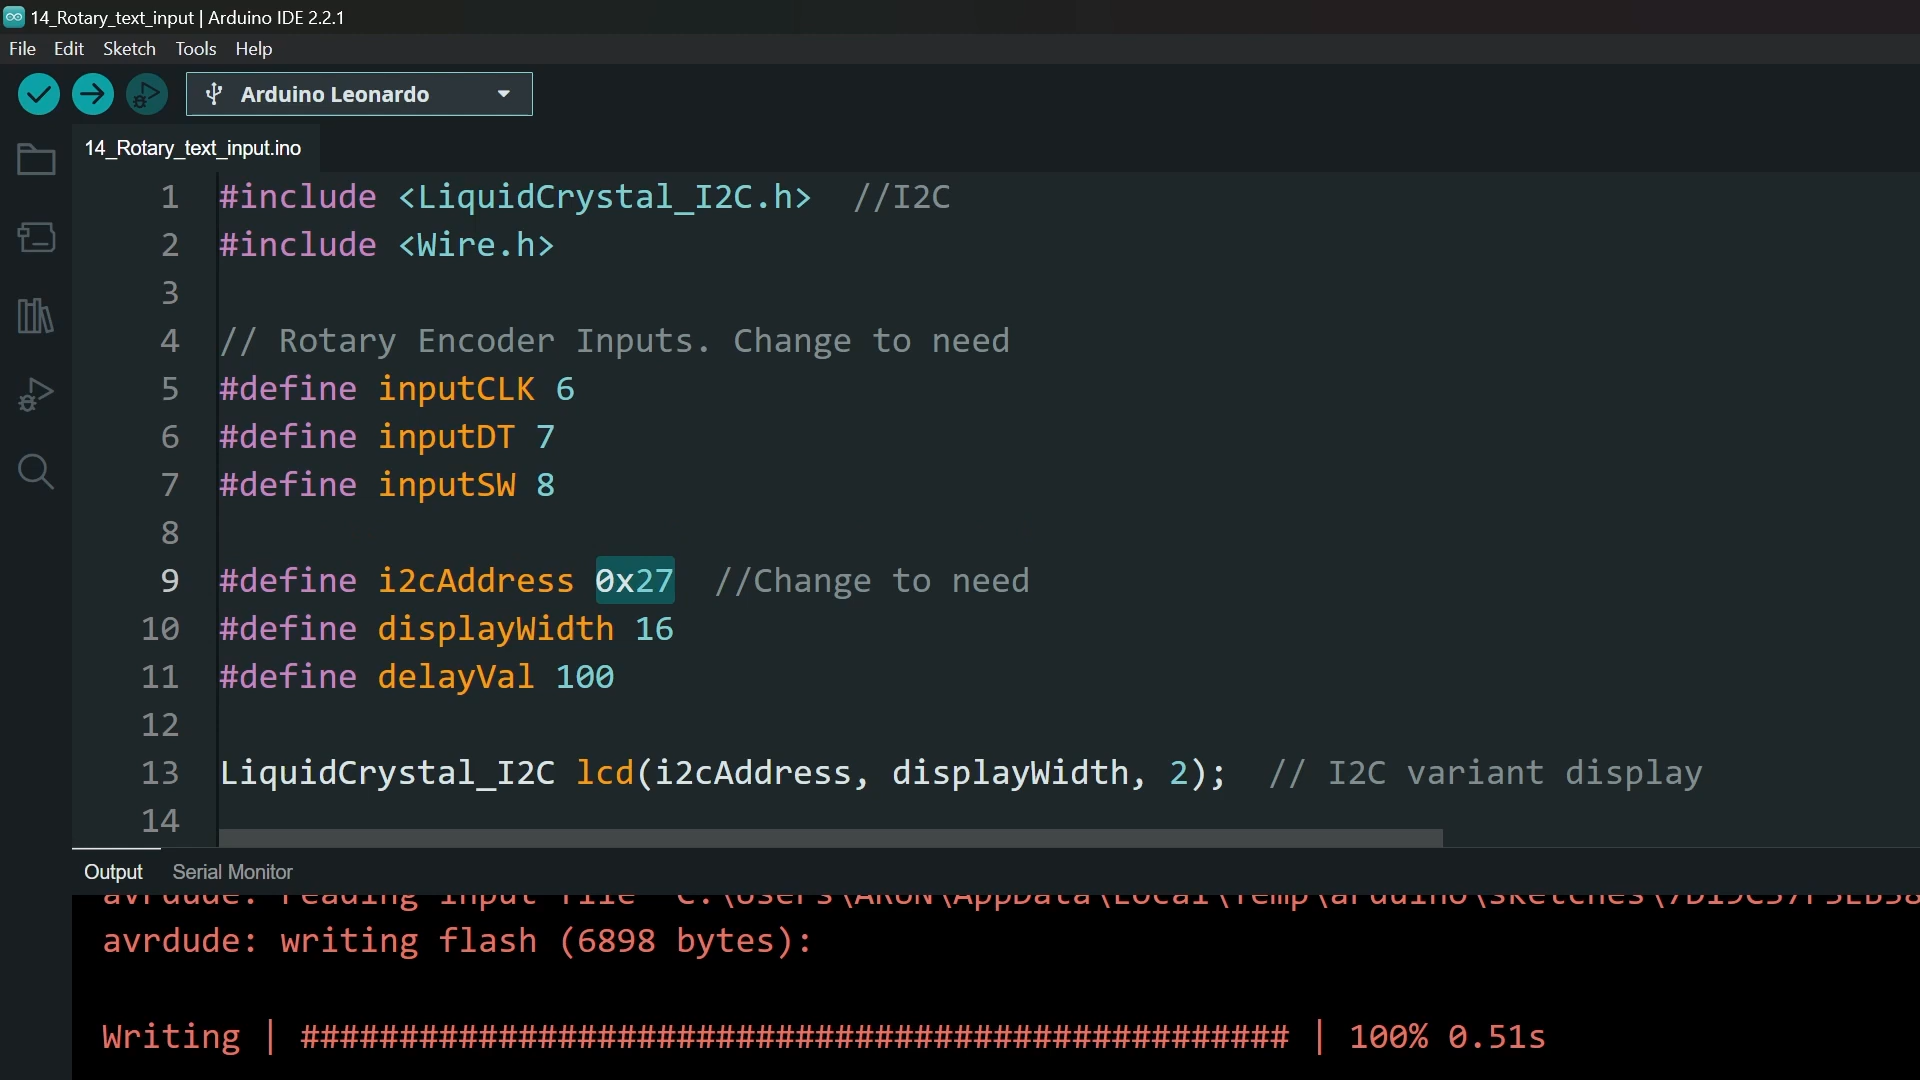 14_Rotary_text_input | Arduino IDE 2.2.1
File Edit Sketch Tools Help
Arduino Leonardo
14_Rotary_text_input.ino
1 #include <LiquidCrystal_I2C.h> //I2C
2 #include <Wire.h>
3
4 // Rotary Encoder Inputs. Change to need
5 #define inputCLK 6
6 #define inputDT 7
7 #define inputSW 8
8
9 #define i2cAddress 0x27 //Change to need
10 #define displayWidth 16
11 #define delayVal 100
12
13 LiquidCrystal_I2C lcd(i2cAddress, displayWidth, 2); // I2C variant display
14
Output Serial Monitor
avrdude: reading input file
avrdude: writing flash (6898 bytes):
Writing | ################################################## | 100% 0.51s